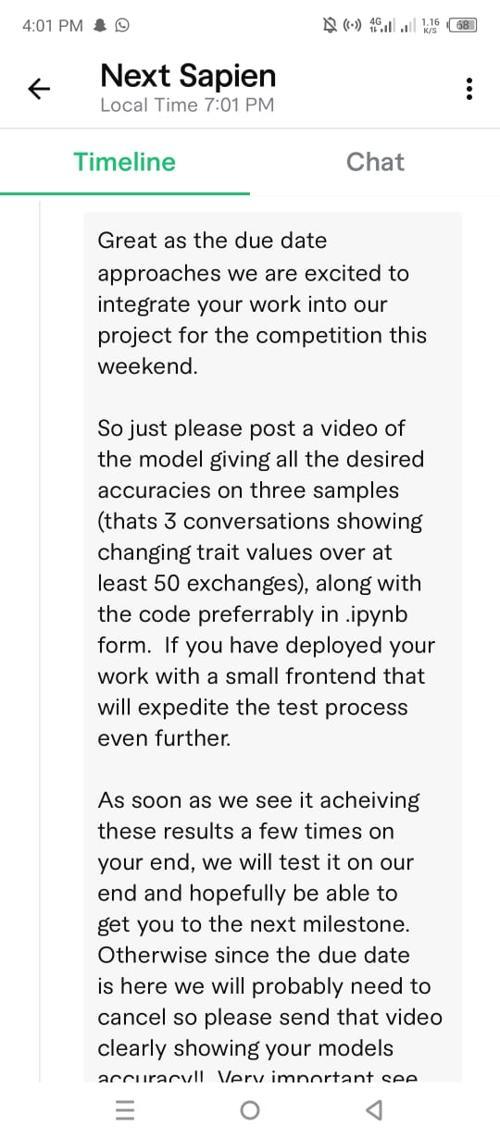 4:01 PM
4G
1.16
K/S
68
Next Sapien
Local Time 7:01 PM
Timeline
Chat
Great as the due date
approaches we are excited to
integrate your work into our
project for the competition this
weekend.
So just please post a video of
the model giving all the desired
accuracies on three samples
(thats 3 conversations showing
changing trait values over at
least 50 exchanges), along with
the code preferrably in .ipynb
form.  If you have deployed your
work with a small frontend that
will expedite the test process
even further.
As soon as we see it acheiving
these results a few times on
your end, we will test it on our
end and hopefully be able to
get you to the next milestone.
Otherwise since the due date
is here we will probably need to
cancel so please send that video
clearly showing your models
accuracy!!  Very important see